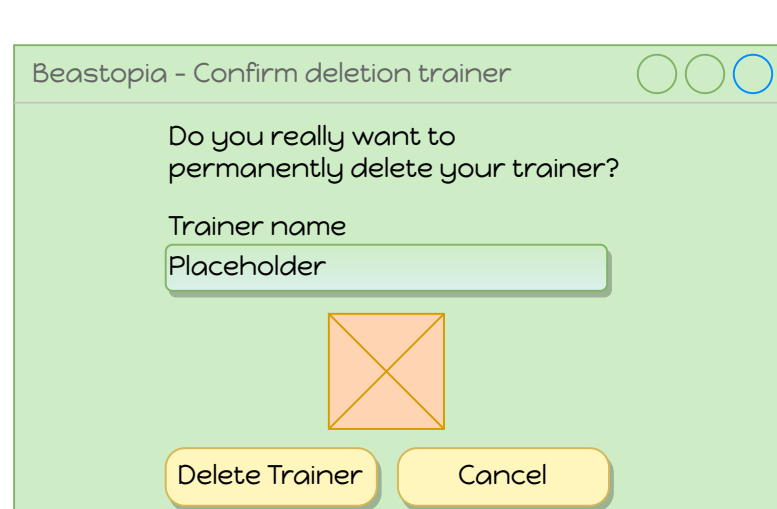 Beastopia - Confirm deletion trainer
Do you really want to
permanently delete your trainer?
Trainer name
Placeholder
Delete Trainer
Cancel